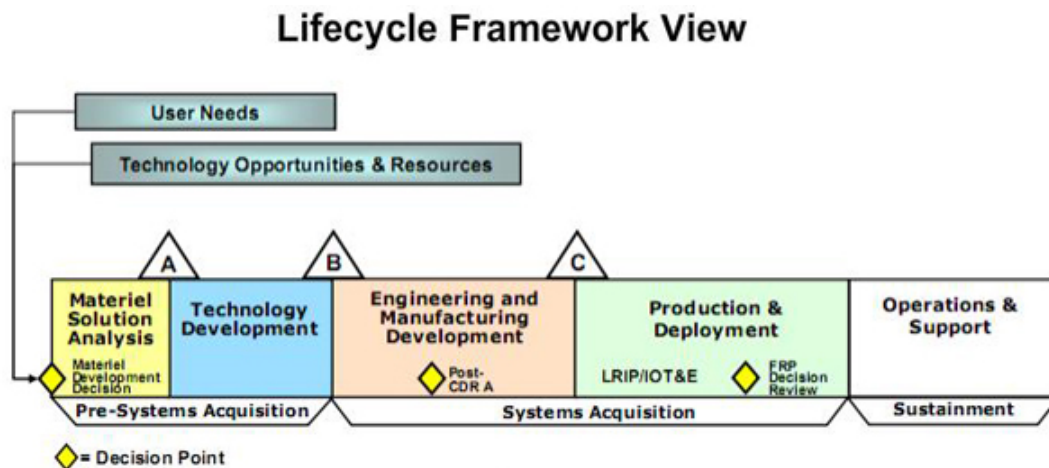 Lifecycle Framework View
User Needs
Technology Opportunities & Resources
A
B
C
Materiel
Solution
Analysis
Materiel
Development
Decision
Technology
Development
Engineering and
Manufacturing
Development
Post-
CDR A
Production &
Deployment
LRIP/IOT&E
FRP
Decision
Review
Operations &
Support
Pre-Systems Acquisition
Systems Acquisition
Sustainment
= Decision Point